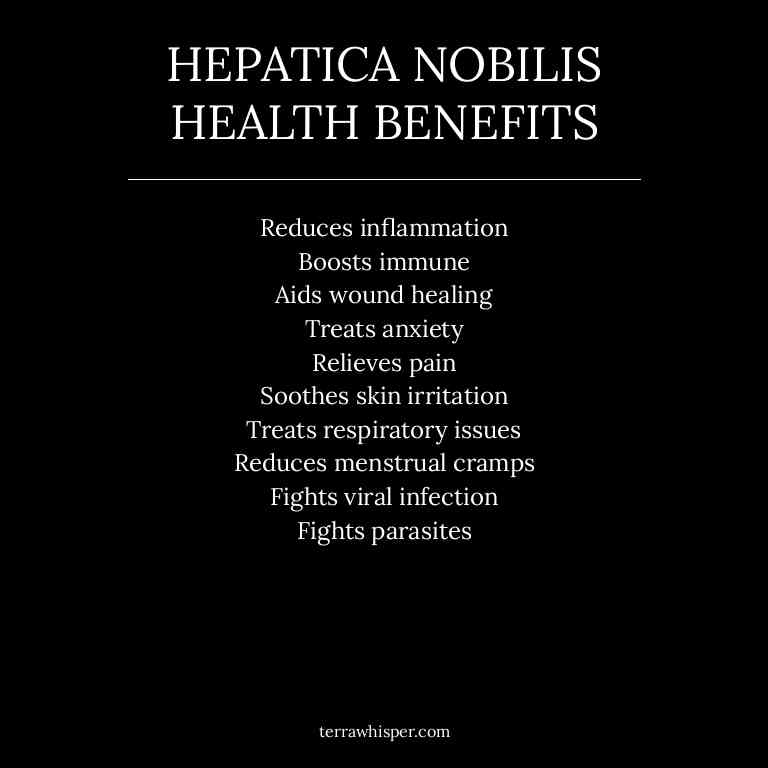 HEPATICA NOBILIS
HEALTH BENEFITS
Reduces inflammation
Boosts immune
Aids wound healing
Treats anxiety
Relieves pain
Soothes skin irritation
Treats respiratory issues
Reduces menstrual cramps
Fights viral infection
Fights parasites
terrawhisper.com